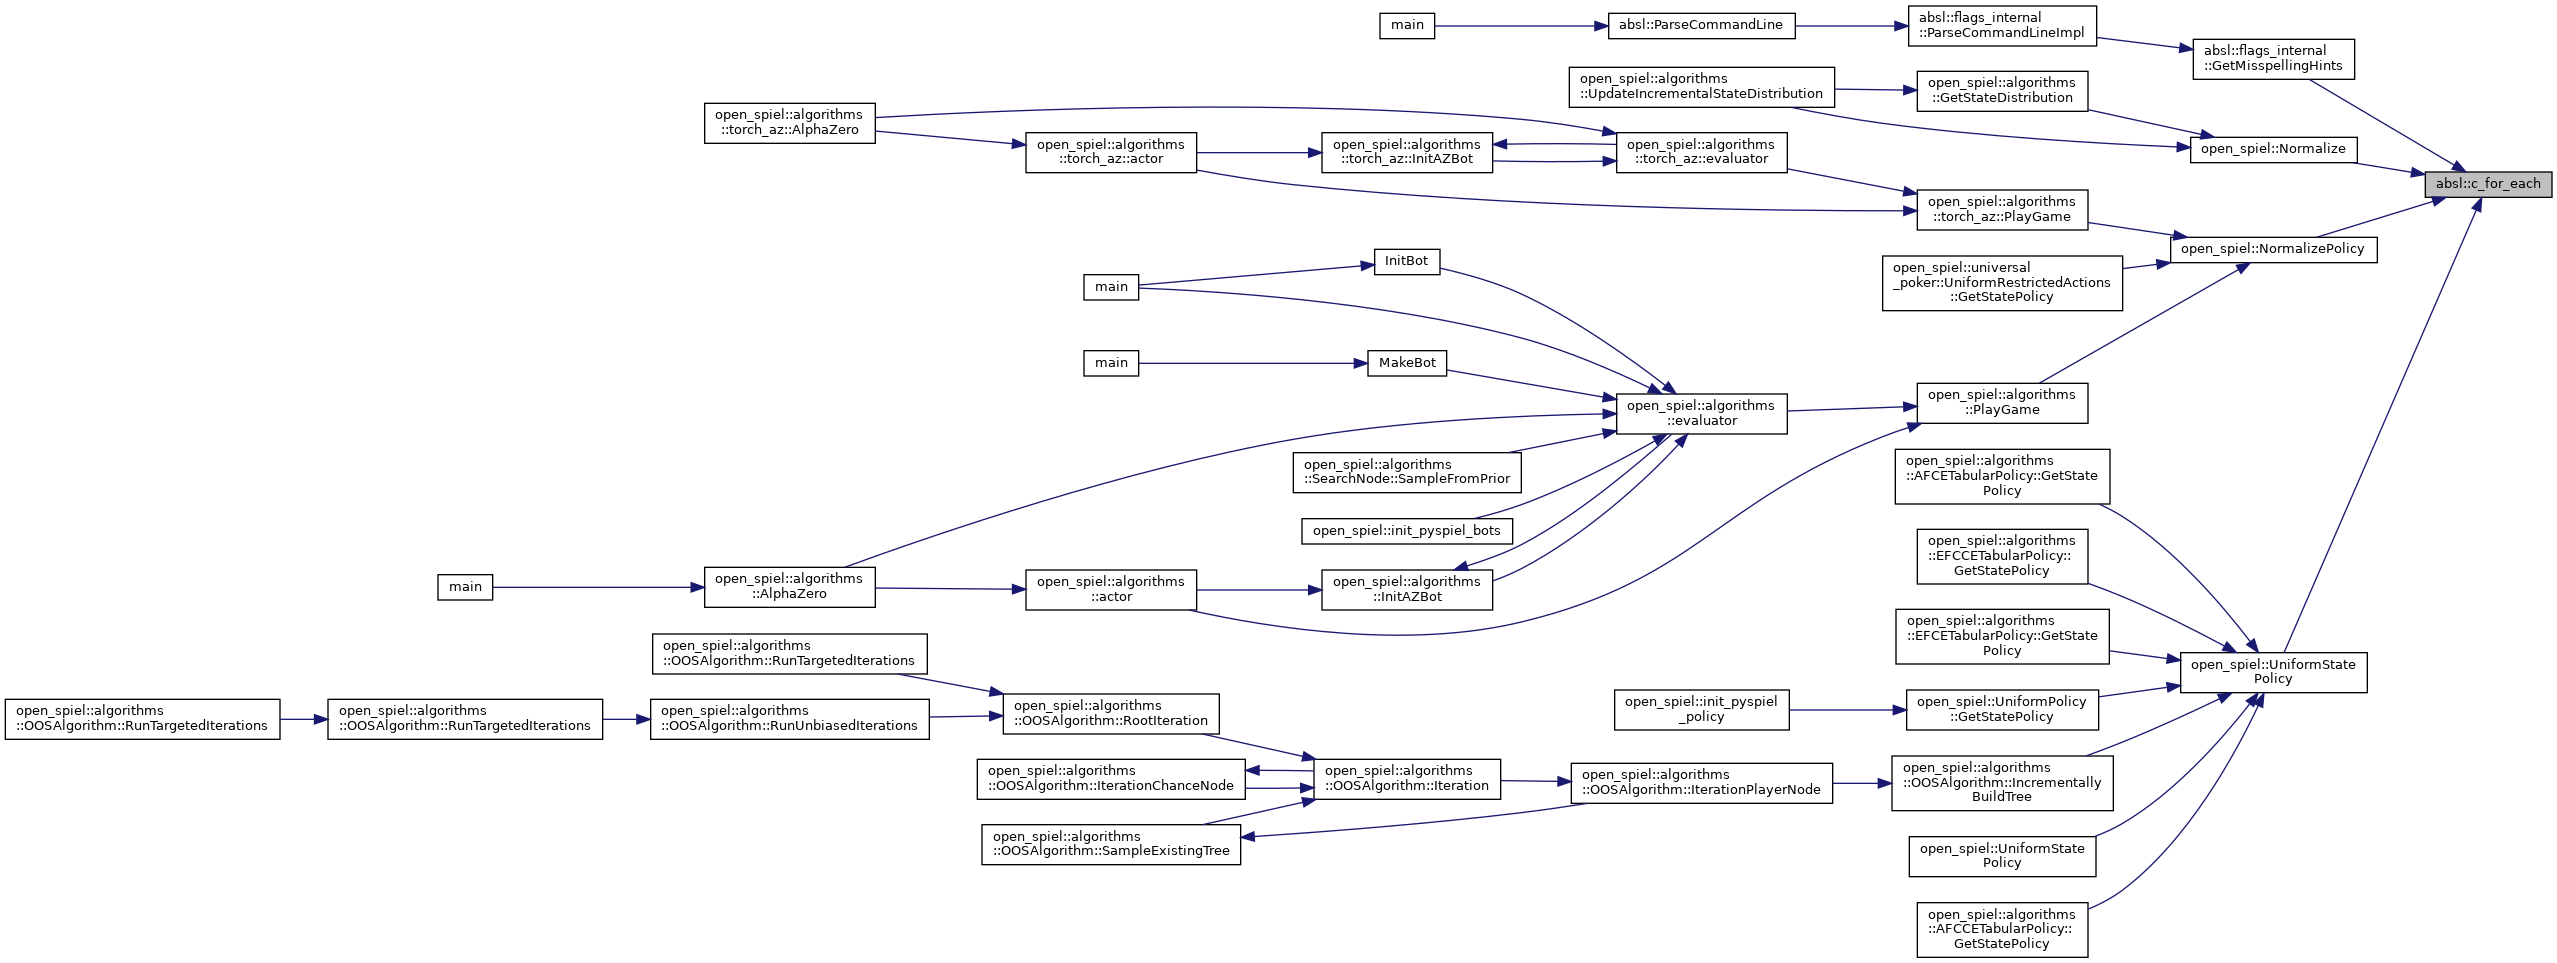 main
absl::ParseCommandLine
absl::flags_internal
::ParseCommandLineImpl
absl::flags_internal
::GetMisspellingHints
open_spiel::algorithms
::UpdateIncrementalStateDistribution
open_spiel::algorithms
::GetStateDistribution
open_spiel::algorithms
::torch_az::AlphaZero
open_spiel::algorithms
::torch_az::actor
open_spiel::algorithms
::torch_az::InitAZBot
open_spiel::algorithms
::torch_az::evaluator
open_spiel::Normalize
absl::c_for_each
open_spiel::algorithms
::torch_az::PlayGame
open_spiel::NormalizePolicy
InitBot
main
open_spiel::universal
_poker::UniformRestrictedActions
::GetStatePolicy
main
MakeBot
open_spiel::algorithms
::evaluator
open_spiel::algorithms
::PlayGame
open_spiel::algorithms
::SearchNode::SampleFromPrior
open_spiel::algorithms
::AFCETabularPolicy::GetState
Policy
open_spiel::init_pyspiel_bots
open_spiel::algorithms
::EFCCETabularPolicy::
GetStatePolicy
main
open_spiel::algorithms
::AlphaZero
open_spiel::algorithms
::actor
open_spiel::algorithms
::InitAZBot
open_spiel::algorithms
::EFCETabularPolicy::GetState
Policy
open_spiel::algorithms
::OOSAlgorithm::RunTargetedIterations
open_spiel::UniformState
Policy
open_spiel::algorithms
::OOSAlgorithm::RunTargetedIterations
open_spiel::algorithms
::OOSAlgorithm::RunTargetedIterations
open_spiel::algorithms
::OOSAlgorithm::RunUnbiasedIterations
open_spiel::algorithms
::OOSAlgorithm::RootIteration
open_spiel::init_pyspiel
_policy
open_spiel::UniformPolicy
::GetStatePolicy
open_spiel::algorithms
::OOSAlgorithm::IterationChanceNode
open_spiel::algorithms
::OOSAlgorithm::Iteration
open_spiel::algorithms
::OOSAlgorithm::IterationPlayerNode
open_spiel::algorithms
::OOSAlgorithm::Incrementally
BuildTree
open_spiel::algorithms
::OOSAlgorithm::SampleExistingTree
open_spiel::UniformState
Policy
open_spiel::algorithms
::AFCCETabularPolicy::
GetStatePolicy